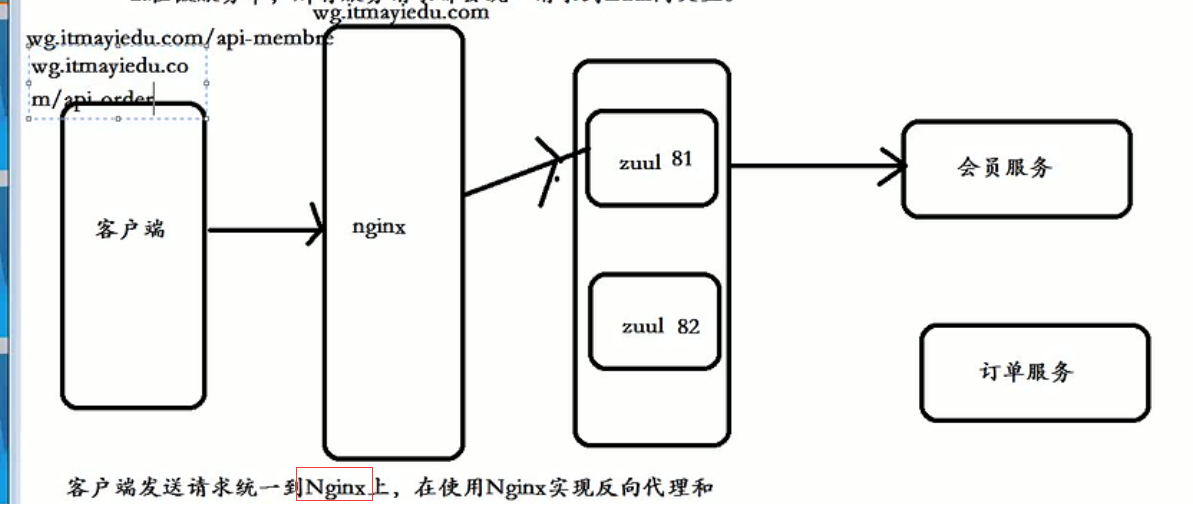 wg.itmayiedu.com
wg.itmayiedu.com/api-membre
wg.itmayiedu.co
m/api-order
客户端
nginx
zuul 81
zuul 82
会员服务
订单服务
客户端发送请求统一到Nginx上，在使用Nginx实现反向代理和